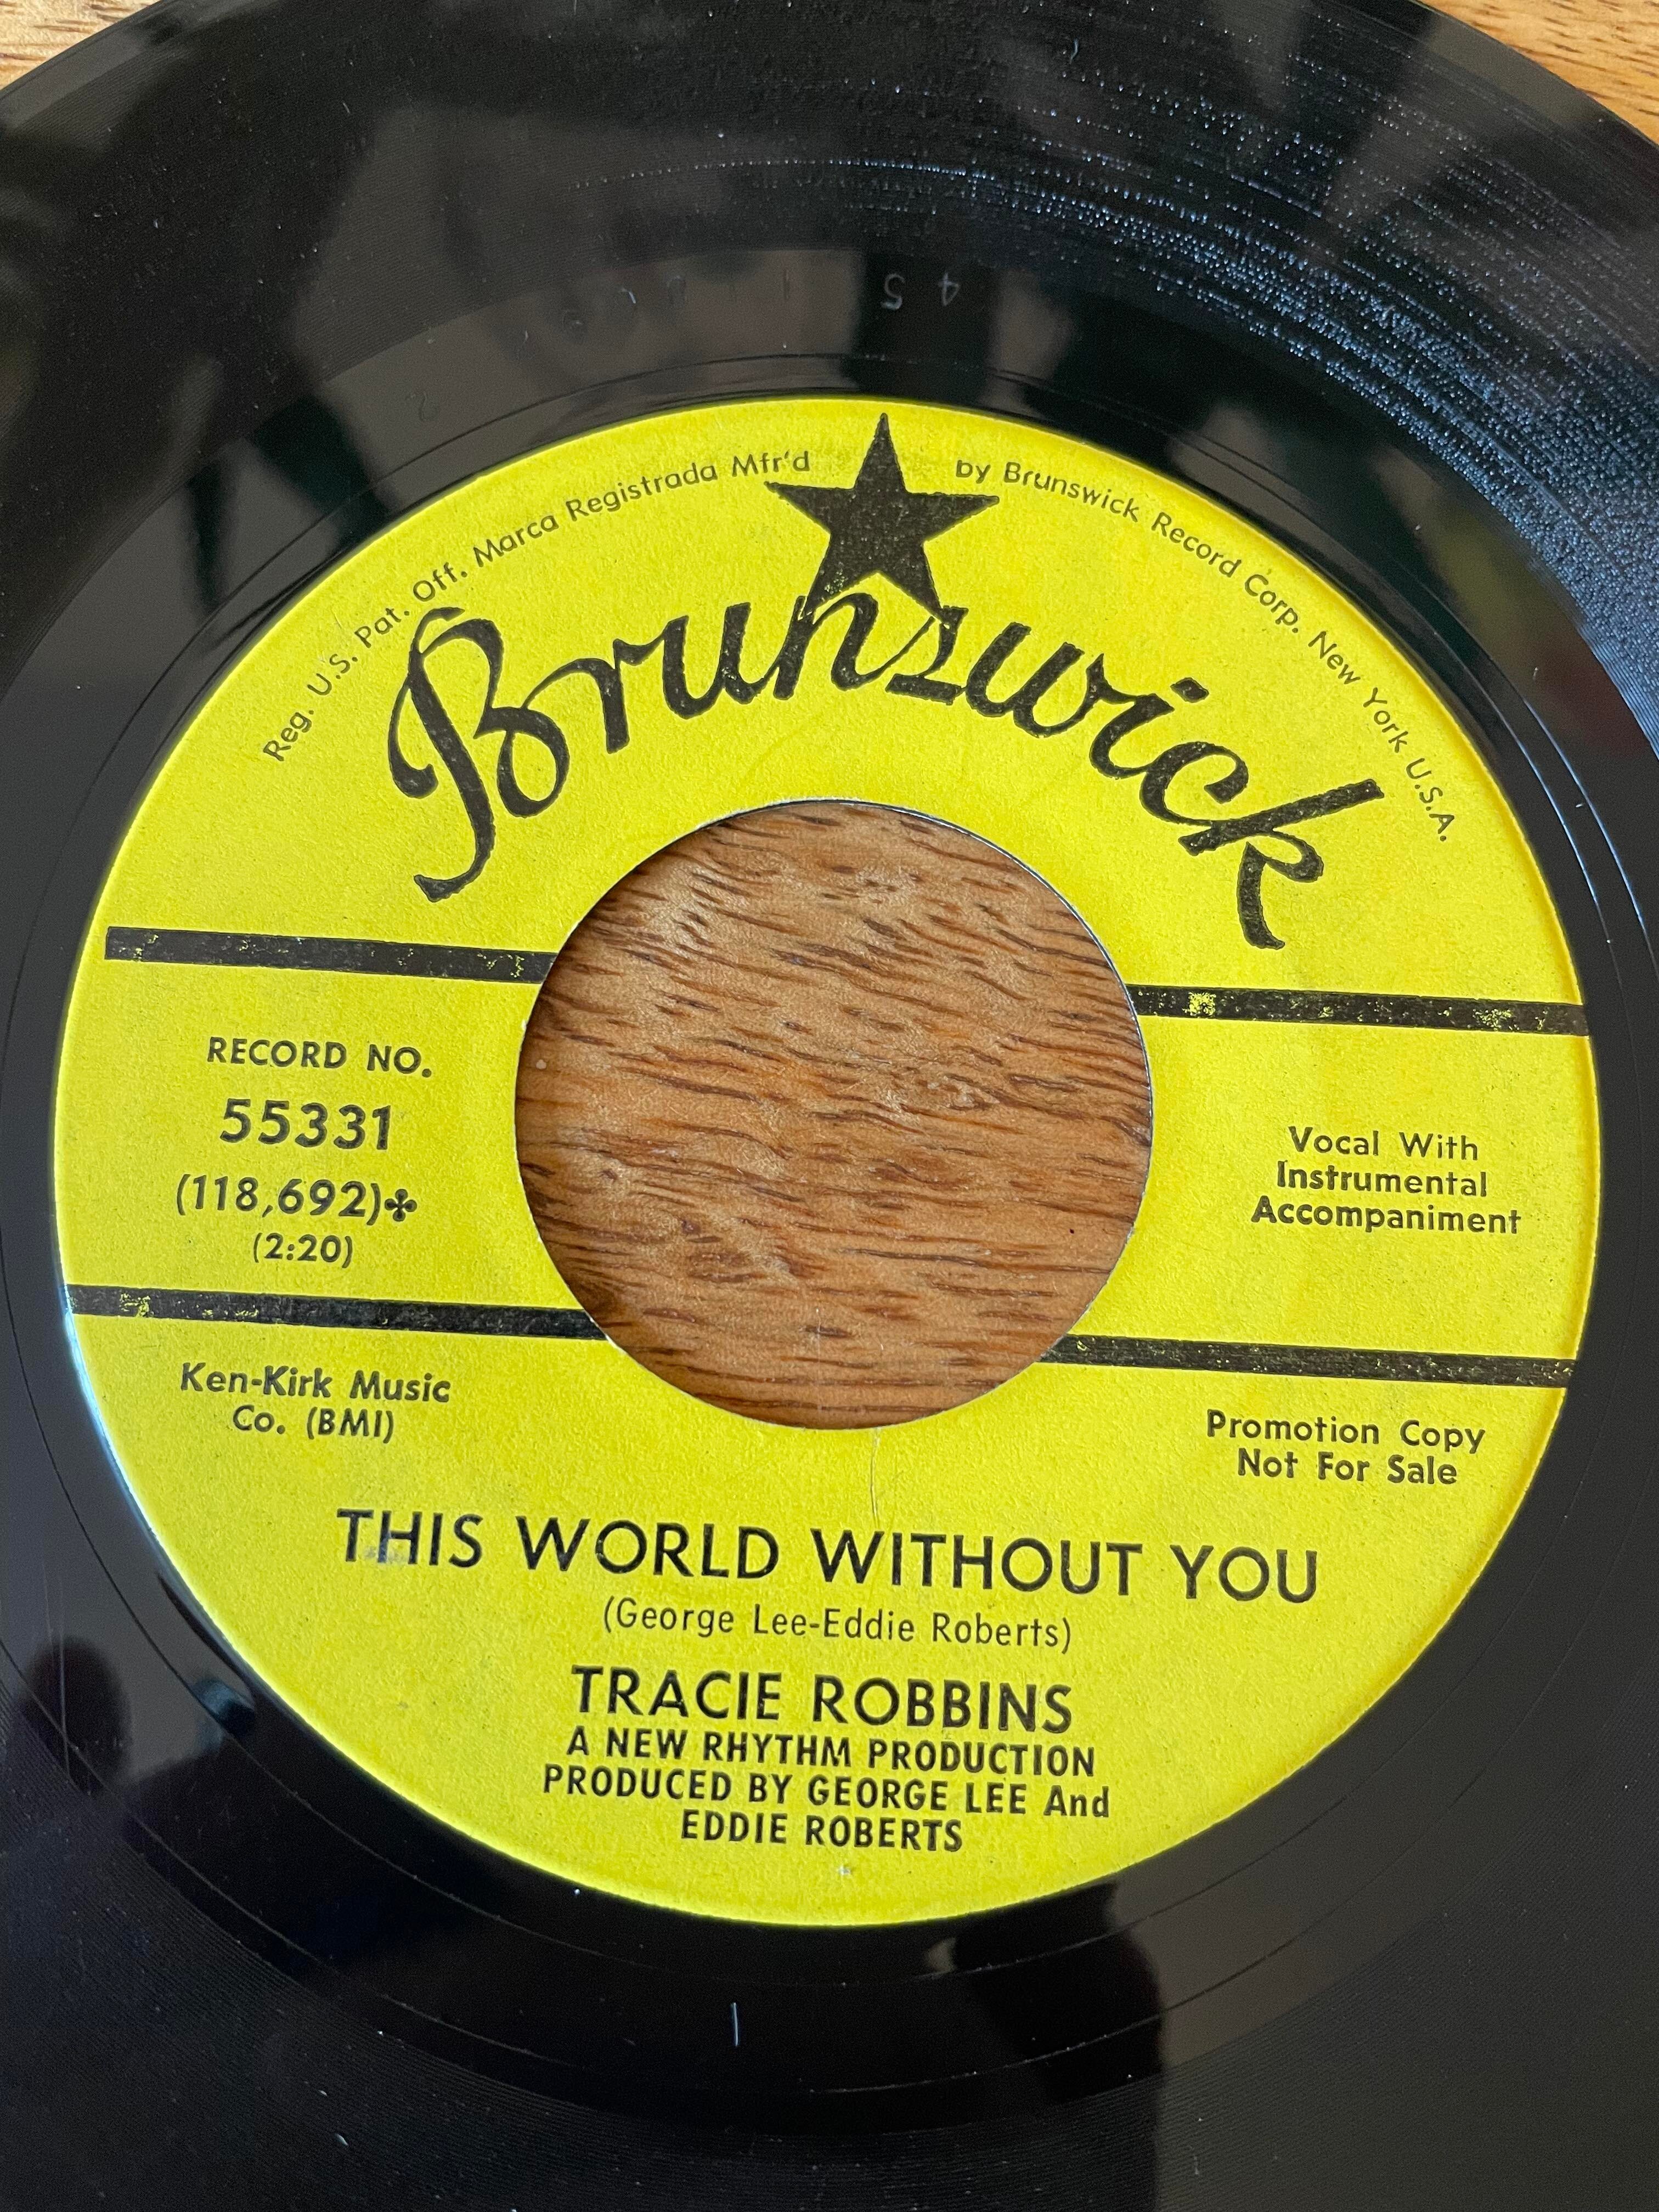 Reg. U.S. Pat. Off. Marca Registrada Mfr'd by Brunswick Record Corp. New York U.S.A.
Brunswick
RECORD NO.
55331
(118,692)✤
(2:20)
Vocal With
Instrumental
Accompaniment
Ken-Kirk Music
Co. (BMI)
Promotion Copy
Not For Sale
THIS WORLD WITHOUT YOU
(George Lee-Eddie Roberts)
TRACIE ROBBINS
A NEW RHYTHM PRODUCTION
PRODUCED BY GEORGE LEE And
EDDIE ROBERTS